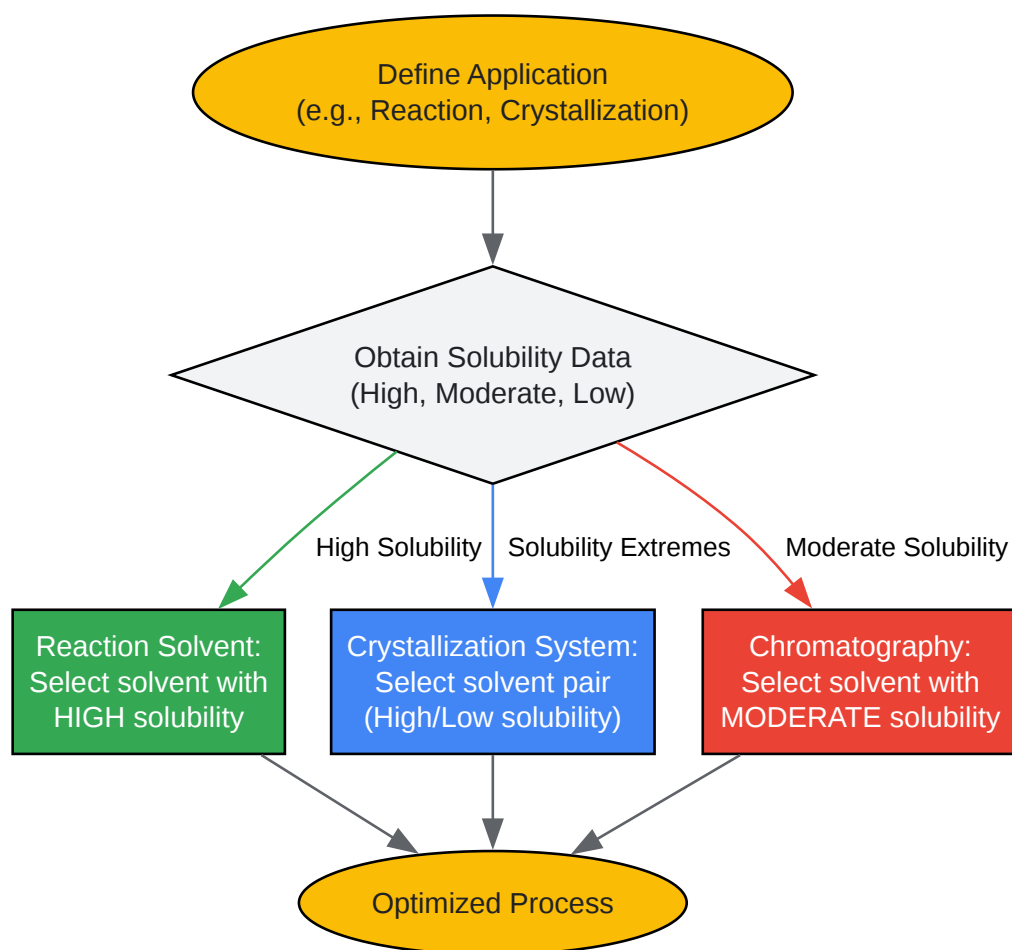 Define Application
(e.g., Reaction, Crystallization)
Obtain Solubility Data
(High, Moderate, Low)
High Solubility
Solubility Extremes
Moderate Solubility
Reaction Solvent:
Select solvent with
HIGH solubility
Crystallization System:
Select solvent pair
(High/Low solubility)
Chromatography:
Select solvent with
MODERATE solubility
Optimized Process